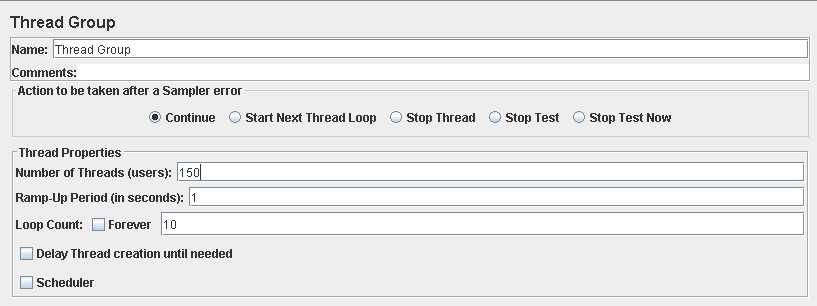 Thread Group
Name: Thread Group
Comments:
Action to be taken after a Sampler error
Continue Start Next Thread Loop Stop Thread Stop Test Stop Test Now
Thread Properties
Number of Threads (users): 150
Ramp-Up Period (in seconds): 1
Loop Count: Forever 10
Delay Thread creation until needed
Scheduler